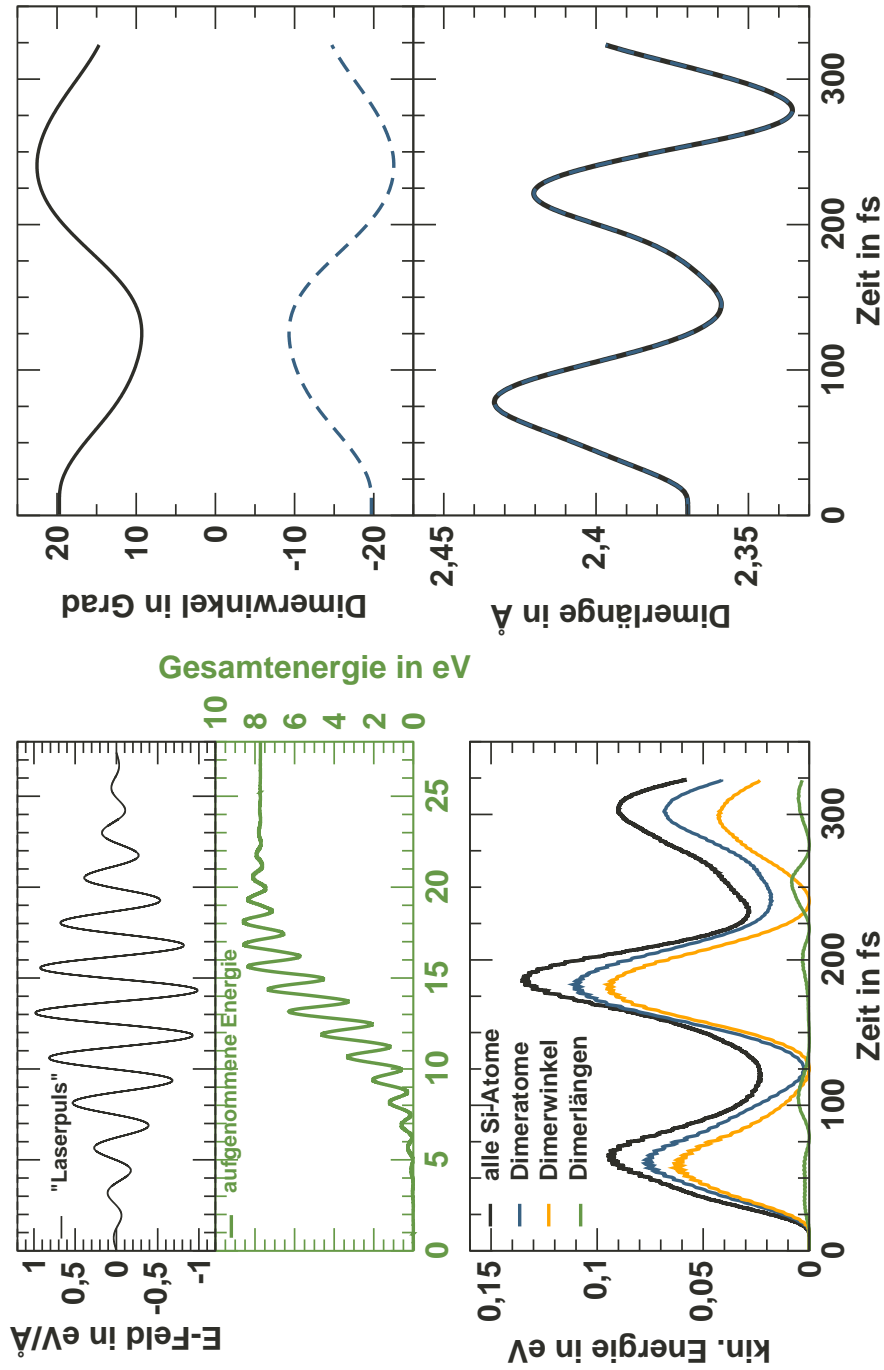 E-Feld in eV/Å
1
0,5
0
-0,5
-1
"Laserpuls"
aufgenommene Energie
Gesamtenergie in eV
10
8
6
4
2
0
0
5
10
15
20
25
kin. Energie in eV
0,15
0,1
0,05
0
alle Si-Atome
Dimeratome
Dimerwinkel
Dimerlängen
0
100
200
300
Zeit in fs
Dimerwinkel in Grad
20
10
0
-10
-20
Dimerlänge in Å
2,45
2,4
2,35
0
100
200
300
Zeit in fs